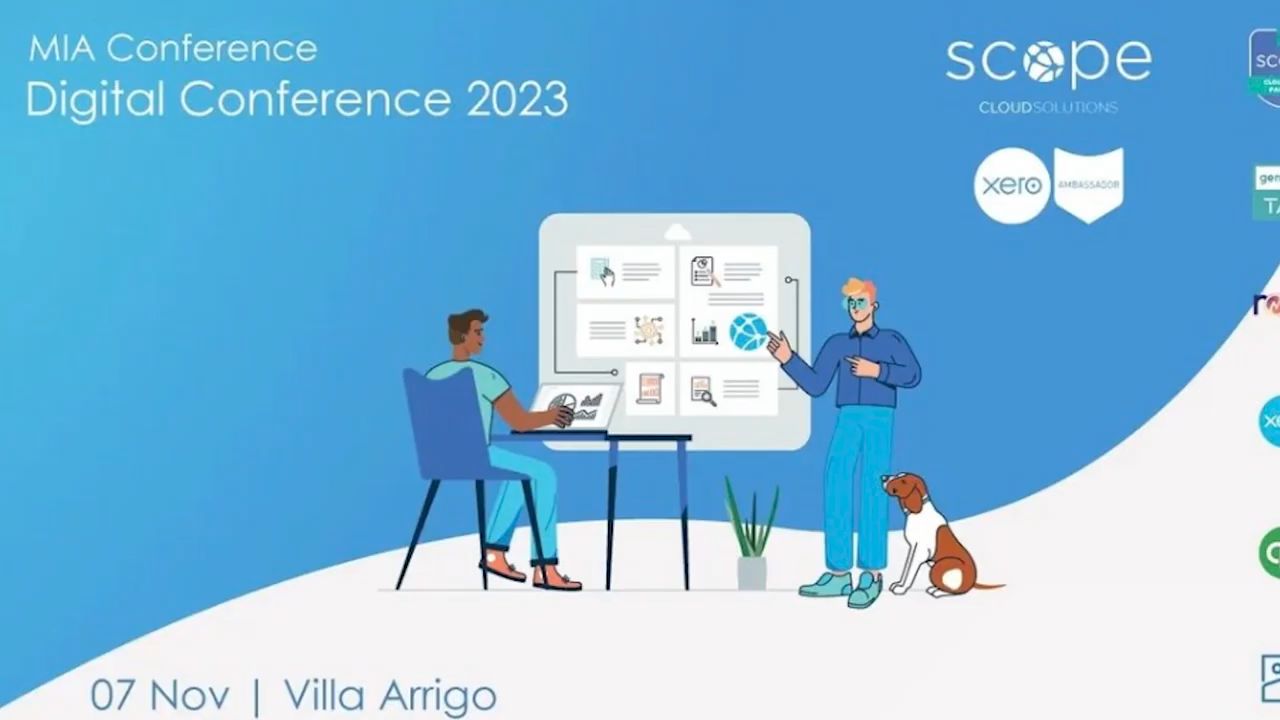 MIA Conference
Digital Conference 2023
scope
CLOUDSOLUTIONS
xero
AMBASSADOR
07 Nov | Villa Arrigo